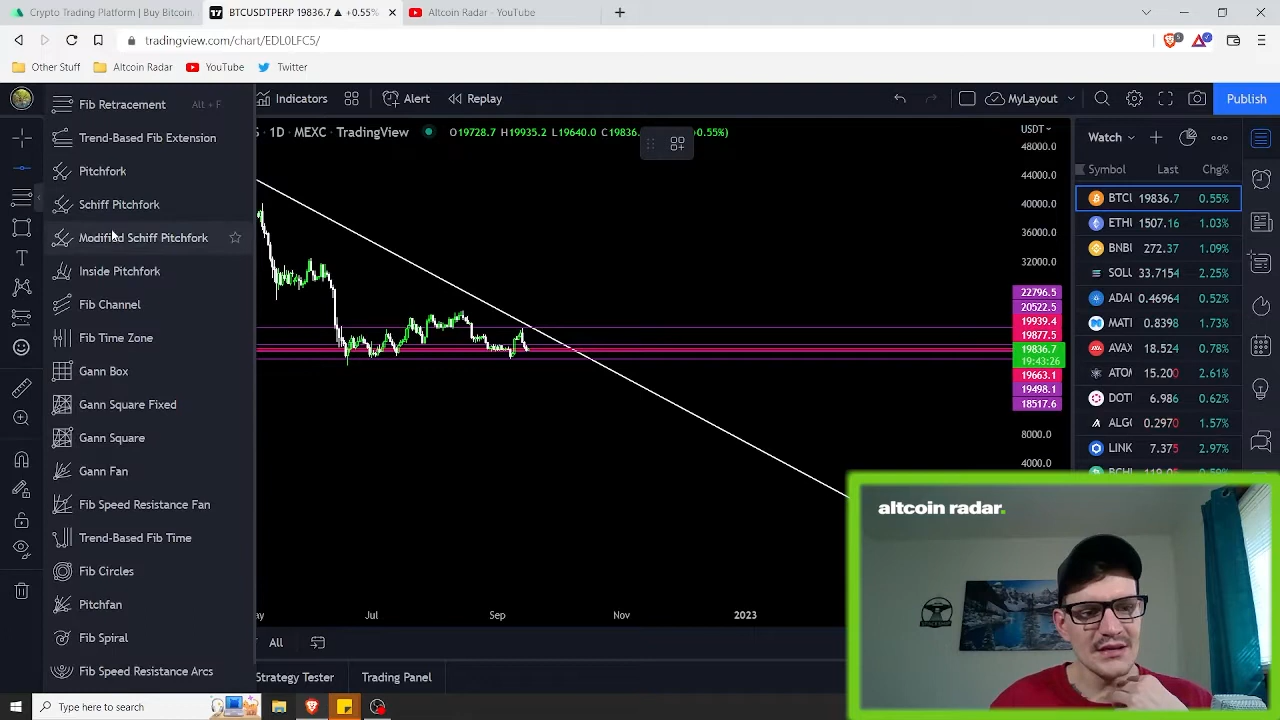 Crypto Trading Platform | Buy Bitcoin
BTCUSDTPERP 19836.7 ▲ +0.55%
Altcoin Radar - YouTube
tradingview.com/chart/EDL0LFC5/
Other Stuff
Altcoin Radar
YouTube
Twitter
Indicators
Alert
Replay
MyLayout
Publish
Fib Retracement Alt + F
Trend-Based Fib Extension
Pitchfork
Schiff Pitchfork
Modified Schiff Pitchfork
Inside Pitchfork
Fib Channel
Fib Time Zone
Gann Box
Gann Square Fixed
Gann Square
Gann Fan
Fib Speed Resistance Fan
Trend-Based Fib Time
Fib Circles
Pitchfan
Fib Spiral
Fib Speed Resistance Arcs
1D · MEXC · TradingView
O19728.7 H19935.2 L19640.0 C19836. 0.55%)
USDT
48000.0
44000.0
40000.0
36000.0
32000.0
22796.5
20522.5
19939.4
19877.5
19836.7
19:43:26
19663.1
19498.1
18517.6
8000.0
4000.0
Watch
Symbol Last Chg%
BTCU 19836.7 0.55%
ETHU 1507.16 1.03%
BNBU 272.37 1.09%
SOLU 33.7154 2.25%
ADAU 0.46964 0.52%
MATI 0.8398 1.73%
AVAX 18.524 0.78%
ATOM 15.200 2.61%
DOTU 6.986 0.62%
ALGO 0.2970 1.57%
LINK 7.375 2.97%
ay
Jul
Sep
Nov
2023
All
Strategy Tester
Trading Panel
altcoin radar.
Type here to search